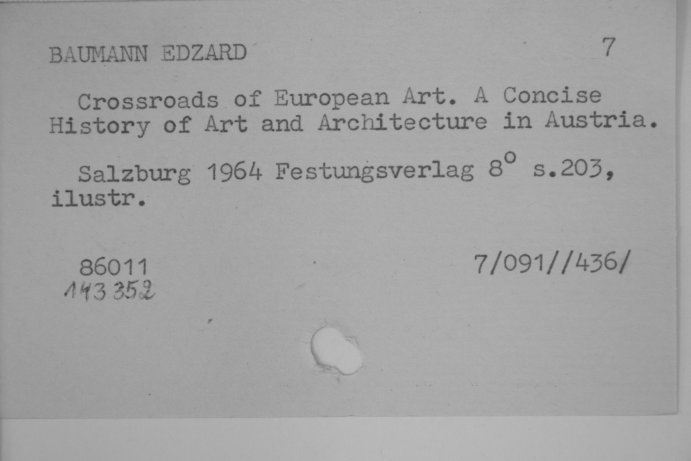 BAUMANN EDZARD 7
Crossroads of European Art. A Concise
History of Art and Architecture in Austria.
Salzburg 1964 Festungsverlag 8° s.203,
ilustr.
86011 7/091//436/
143 352